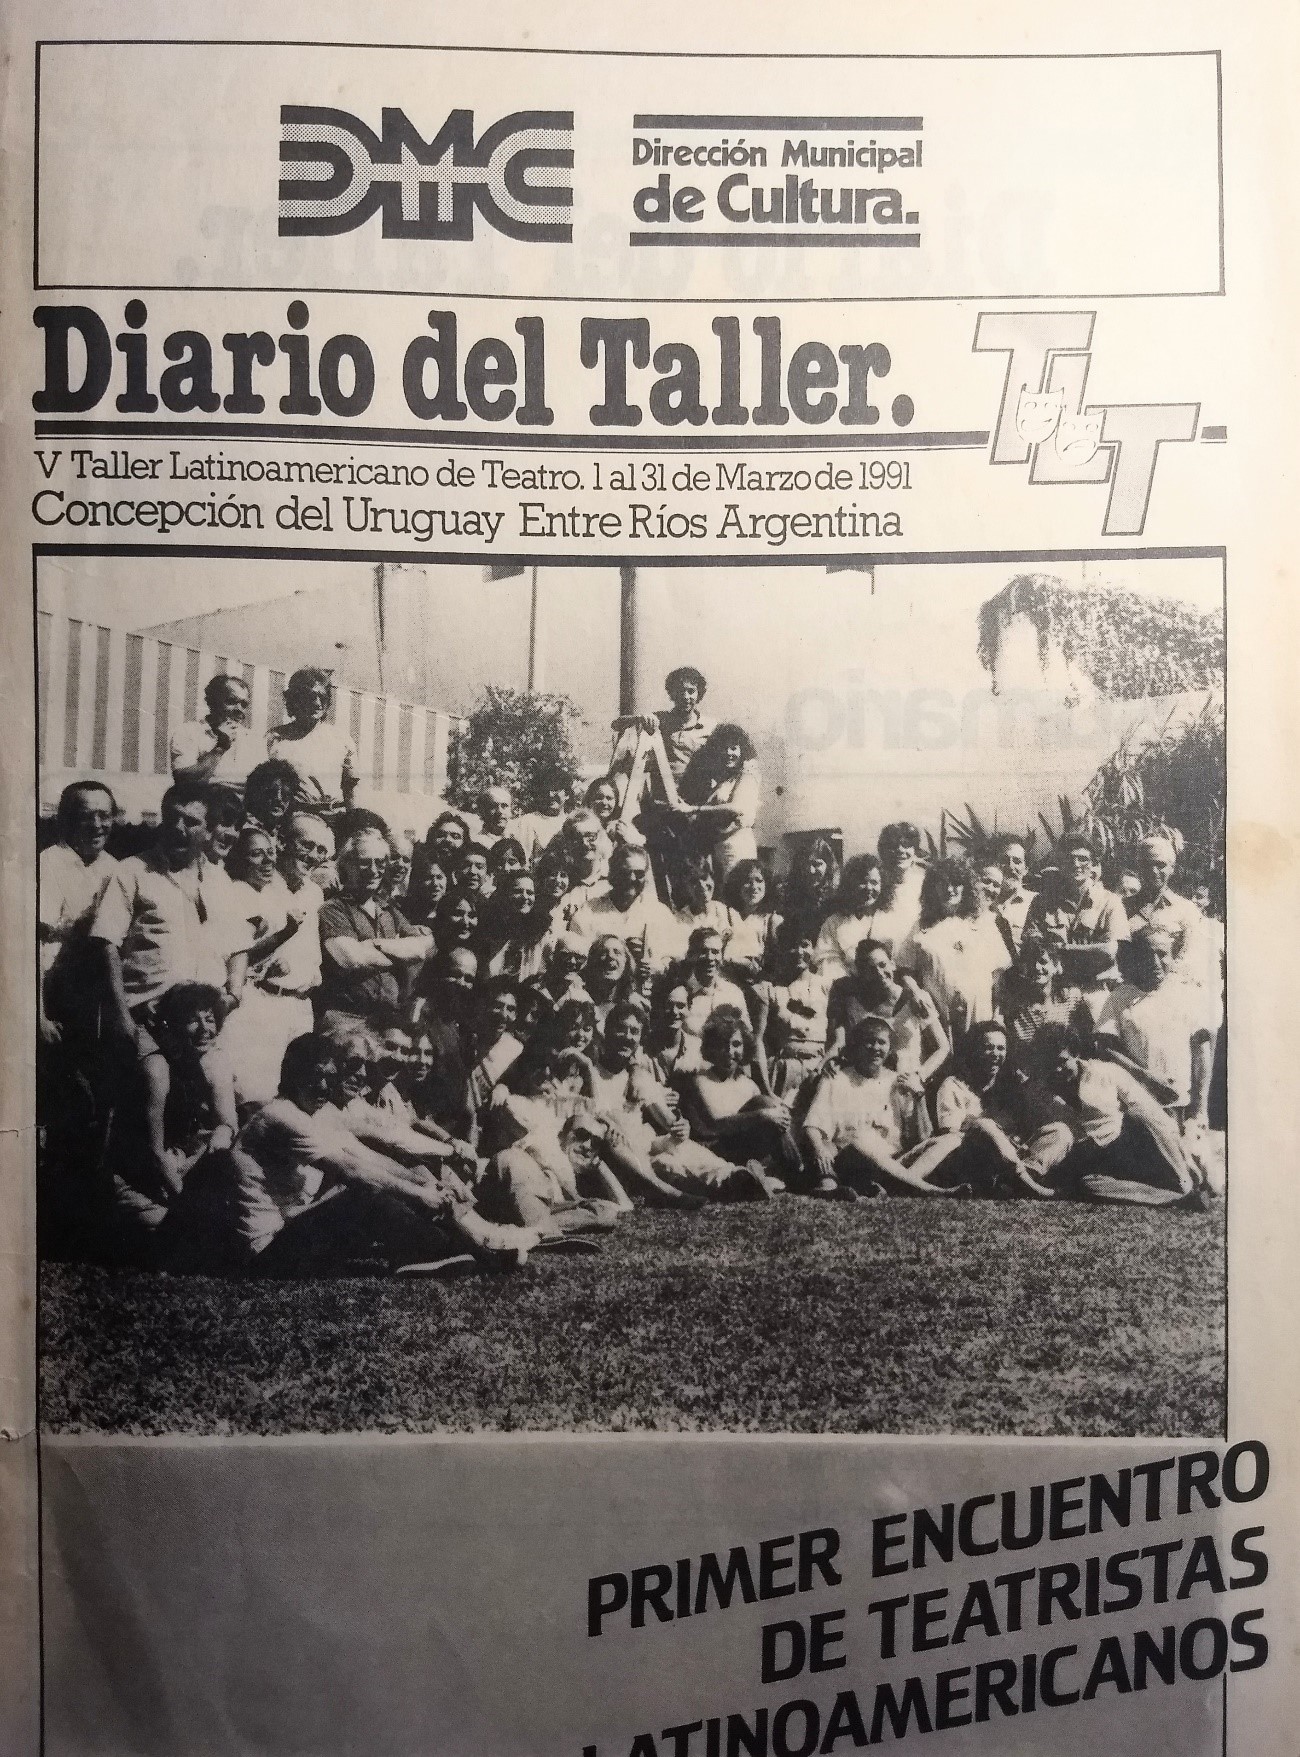 DMC
Dirección Municipal
de Cultura.
Diario del Taller.
TLT
V Taller Latinoamericano de Teatro. 1 al 31 de Marzo de 1991
Concepción del Uruguay Entre Ríos Argentina
PRIMER ENCUENTRO
DE TEATRISTAS
LATINOAMERICANOS